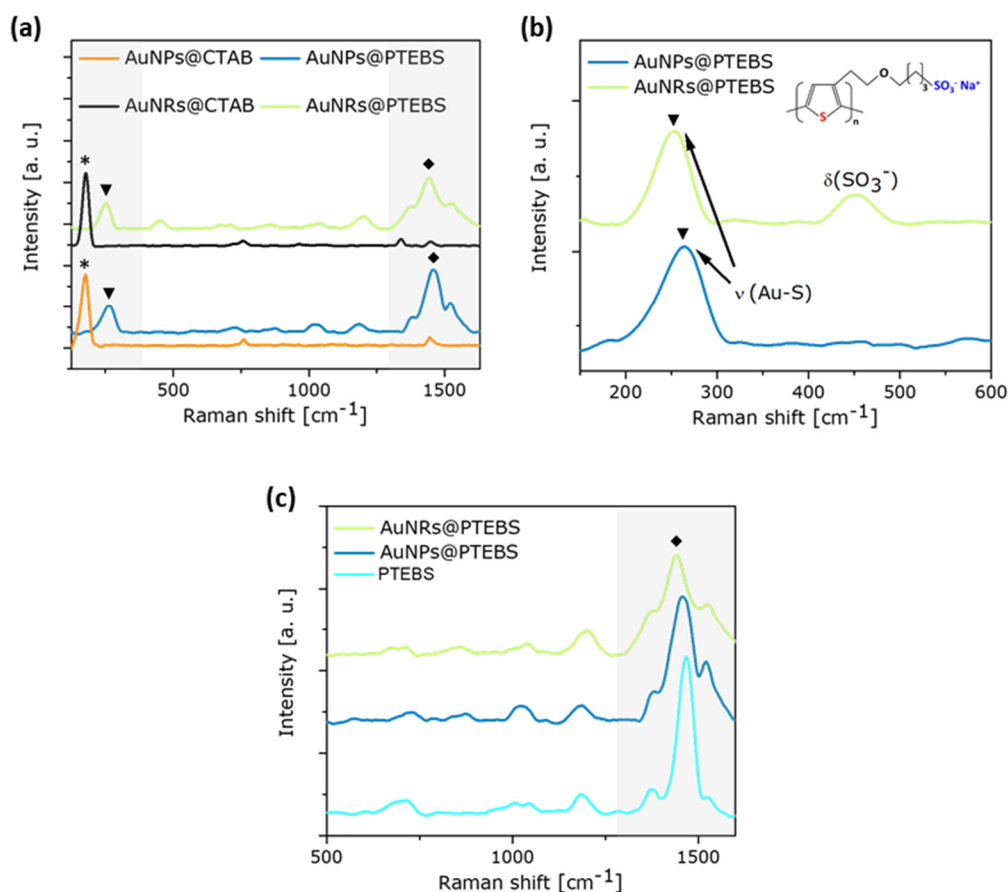 (a)
AuNPs@CTAB AuNPs@PTEBS
AuNRs@CTAB AuNRs@PTEBS
* ▼ ◆
* ▼ ◆
Intensity [a. u.]
500 1000 1500
Raman shift [cm⁻¹]
(b)
AuNPs@PTEBS
AuNRs@PTEBS
O
( )3 SO₃⁻ Na⁺
S n
▼
δ(SO₃⁻)
▼
ν (Au-S)
Intensity [a. u.]
200 300 400 500 600
Raman shift [cm⁻¹]
(c)
AuNRs@PTEBS
AuNPs@PTEBS
PTEBS
◆
Intensity [a. u.]
500 1000 1500
Raman shift [cm⁻¹]